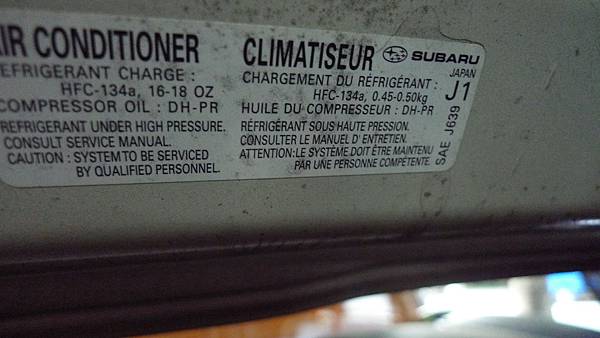 AIR CONDITIONER
REFRIGERANT CHARGE :
HFC-134a, 16-18 OZ
COMPRESSOR OIL : DH-PR
REFRIGERANT UNDER HIGH PRESSURE.
CONSULT SERVICE MANUAL.
CAUTION : SYSTEM TO BE SERVICED
BY QUALIFIED PERSONNEL.
CLIMATISEUR SUBARU
JAPAN
CHARGEMENT DU RÉFRIGÉRANT :
HFC-134a, 0.45-0.50kg
HUILE DU COMPRESSEUR : DH-PR
RÉFRIGÉRANT SOUS HAUTE PRESSION.
CONSULTER LE MANUEL D' ENTRETIEN.
ATTENTION:LE SYSTÈME DOIT ÊTRE MAINTENU
PAR UNE PERSONNE COMPÉTENTE.
J1
SAE J639